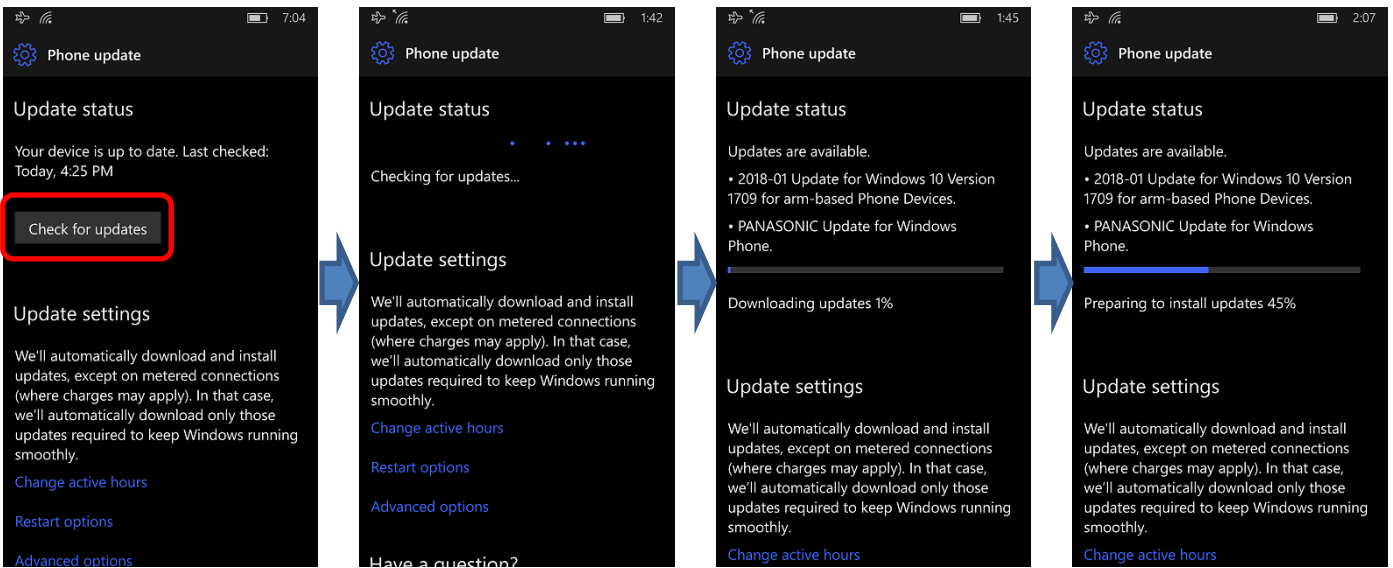 7:04
Phone update
Update status
Your device is up to date. Last checked:
Today, 4:25 PM
Check for updates
Update settings
We'll automatically download and install
updates, except on metered connections
(where charges may apply). In that case,
we'll automatically download only those
updates required to keep Windows running
smoothly.
Change active hours
Restart options
Advanced options
1:42
Phone update
Update status
Checking for updates...
Update settings
We'll automatically download and install
updates, except on metered connections
(where charges may apply). In that case,
we'll automatically download only those
updates required to keep Windows running
smoothly.
Change active hours
Restart options
Advanced options
Have a question?
1:45
Phone update
Update status
Updates are available.
• 2018-01 Update for Windows 10 Version
1709 for arm-based Phone Devices.
• PANASONIC Update for Windows
Phone.
Downloading updates 1%
Update settings
We'll automatically download and install
updates, except on metered connections
(where charges may apply). In that case,
we'll automatically download only those
updates required to keep Windows running
smoothly.
Change active hours
2:07
Phone update
Update status
Updates are available.
• 2018-01 Update for Windows 10 Version
1709 for arm-based Phone Devices.
• PANASONIC Update for Windows
Phone.
Preparing to install updates 45%
Update settings
We'll automatically download and install
updates, except on metered connections
(where charges may apply). In that case,
we'll automatically download only those
updates required to keep Windows running
smoothly.
Change active hours